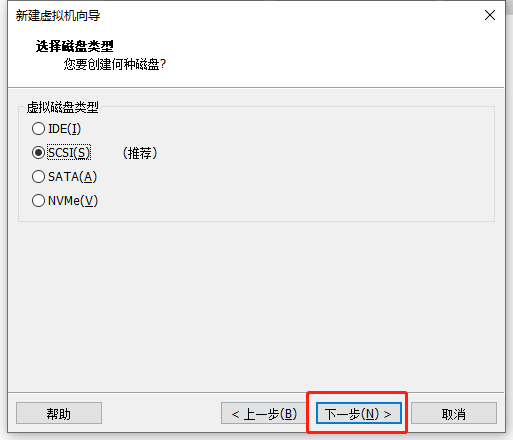 新建虚拟机向导
选择磁盘类型
您要创建何种磁盘?
虚拟磁盘类型
IDE(I)
SCSI(S) （推荐）
SATA(A)
NVMe(V)
帮助 < 上一步(B) 下一步(N) > 取消